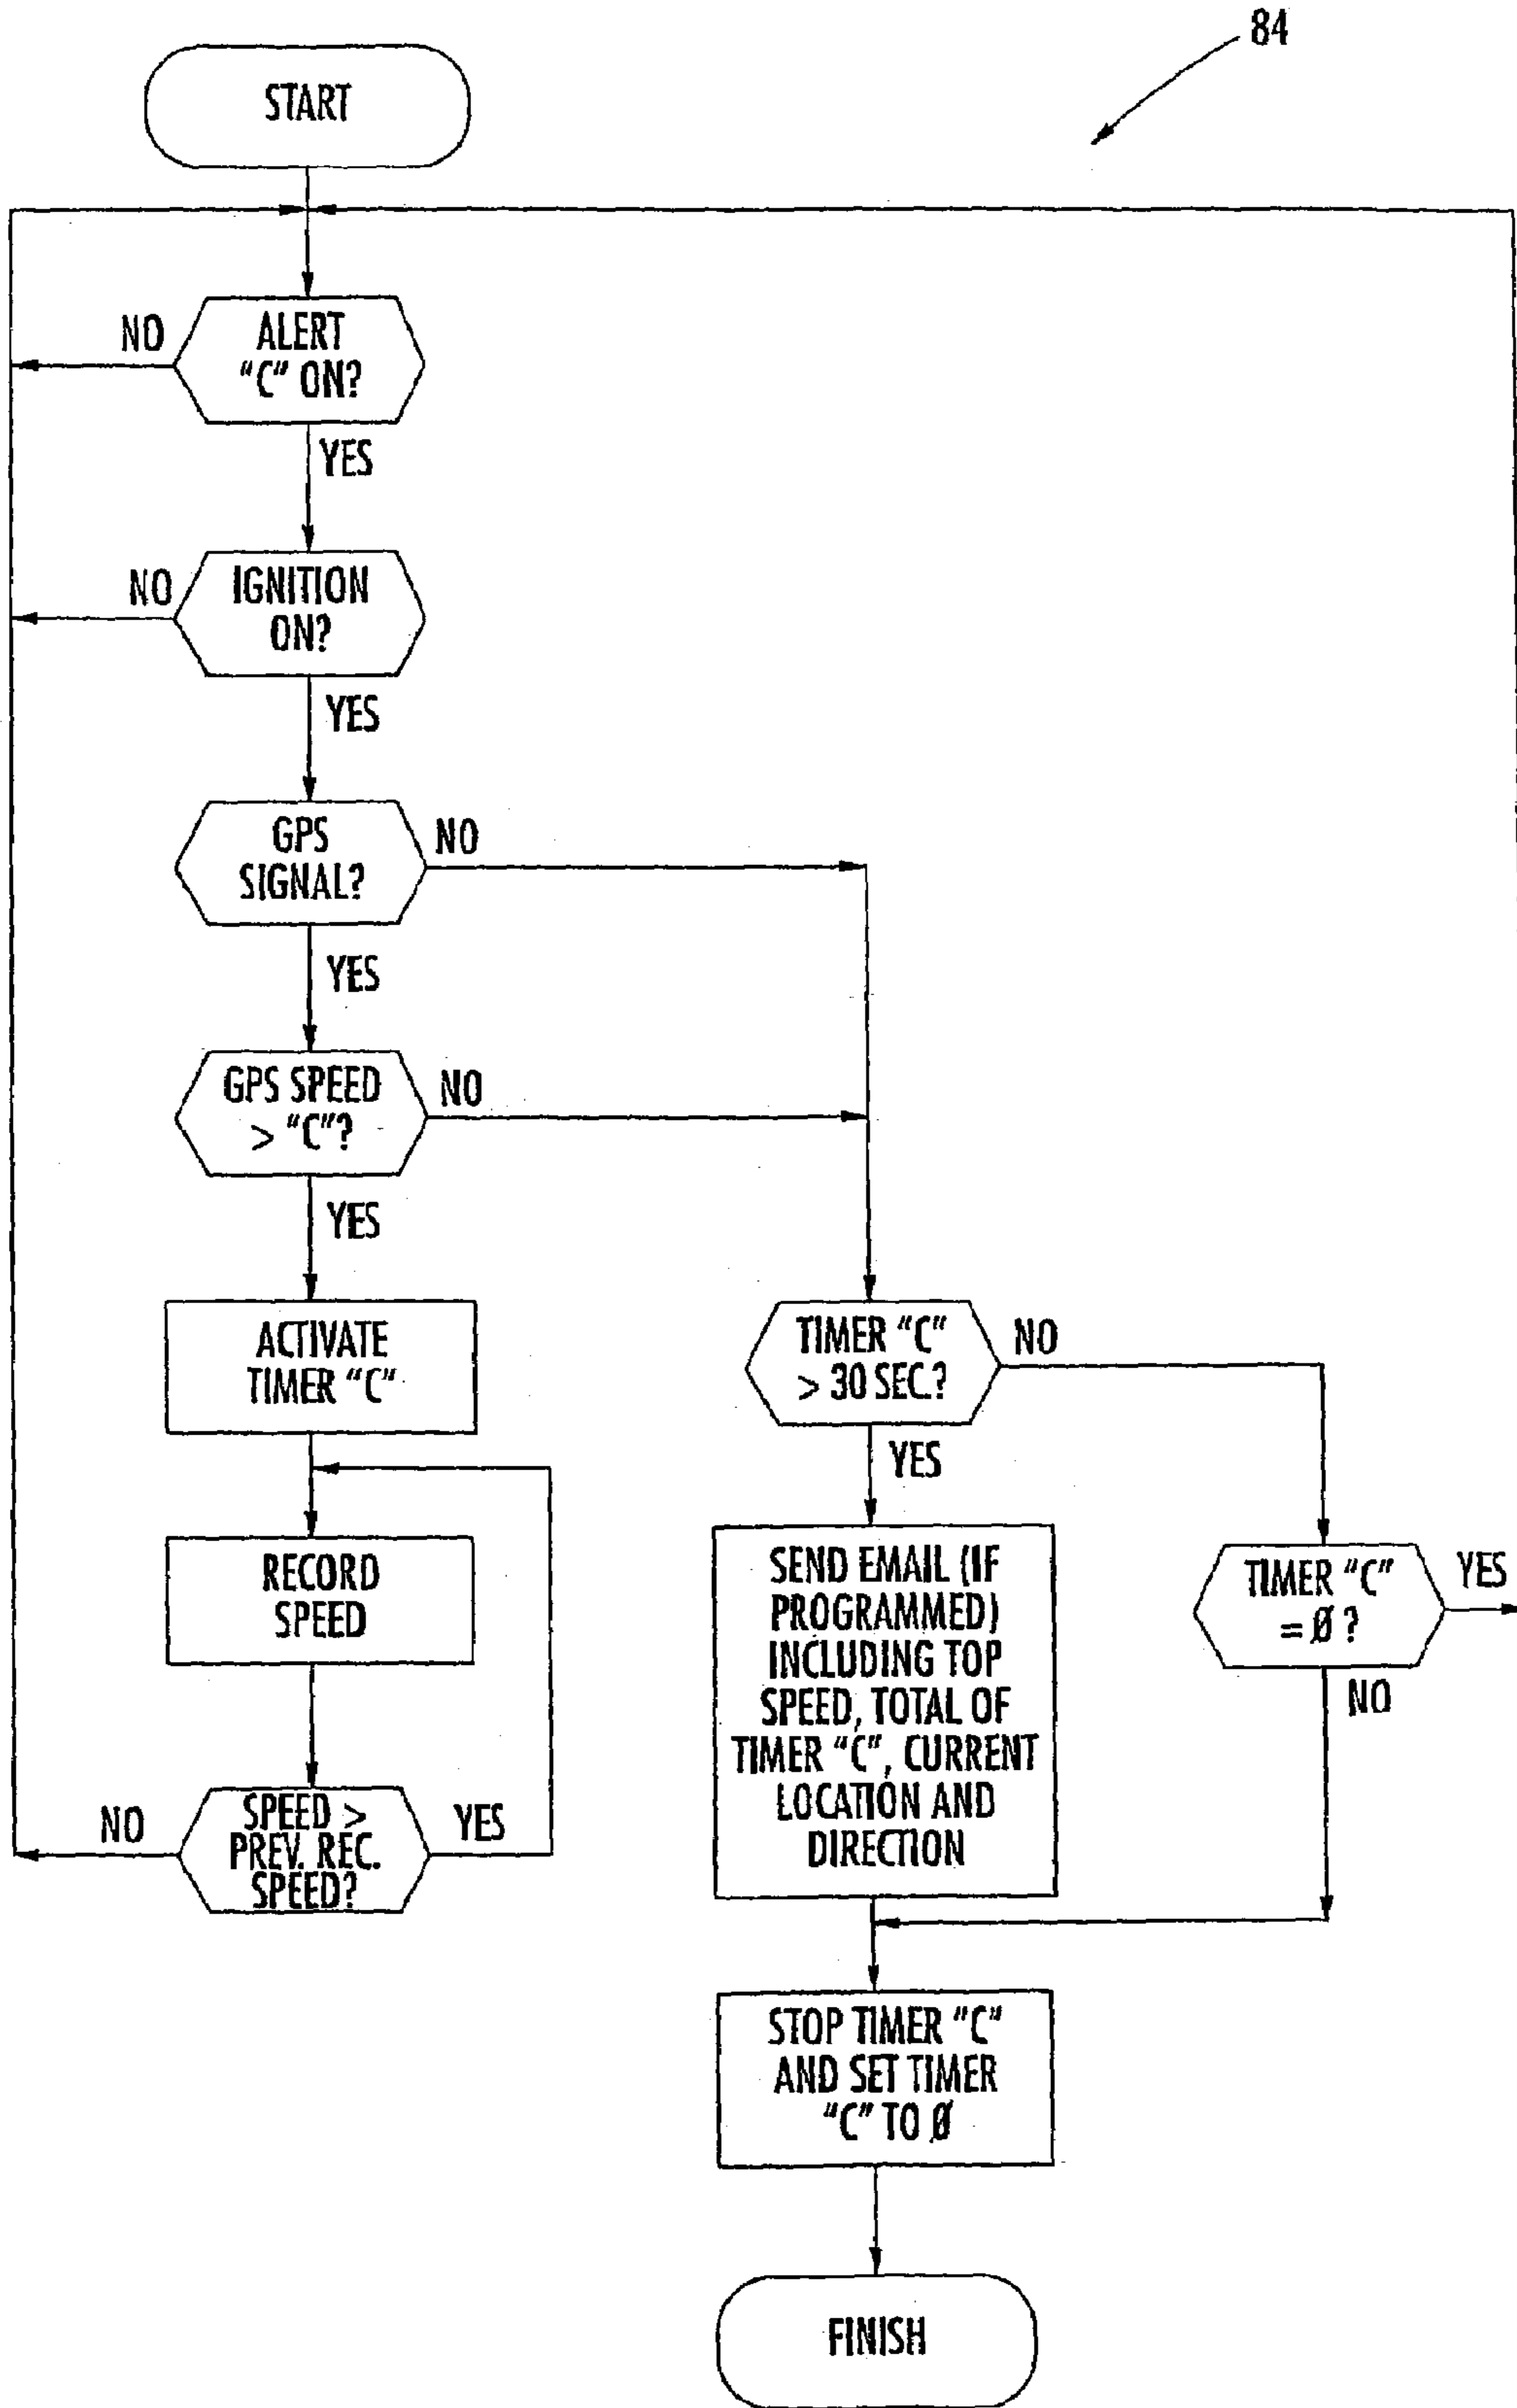 84
START
NO
ALERT
"C" ON?
YES
NO
IGNITION
ON?
YES
GPS
SIGNAL?
NO
YES
GPS SPEED
> "C"?
NO
YES
ACTIVATE
TIMER "C"
TIMER "C"
> 30 SEC.?
NO
YES
RECORD
SPEED
SEND EMAIL (IF
PROGRAMMED)
INCLUDING TOP
SPEED, TOTAL OF
TIMER "C", CURRENT
LOCATION AND
DIRECTION
TIMER "C"
= Ø ?
YES
NO
NO
SPEED >
PREV. REC.
SPEED?
YES
STOP TIMER "C"
AND SET TIMER
"C" TO Ø
FINISH